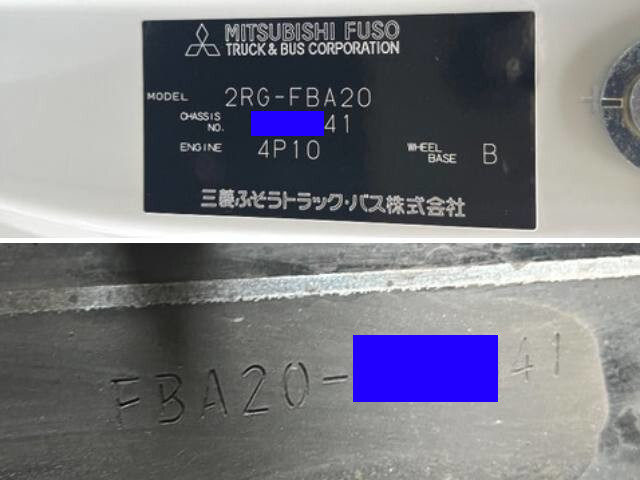 MITSUBISHI FUSO
TRUCK & BUS CORPORATION
MODEL 2RG-FBA20
CHASSIS NO. 41
ENGINE 4P10 WHEEL BASE B
三菱ふそうトラック・バス株式会社
FBA20- 41